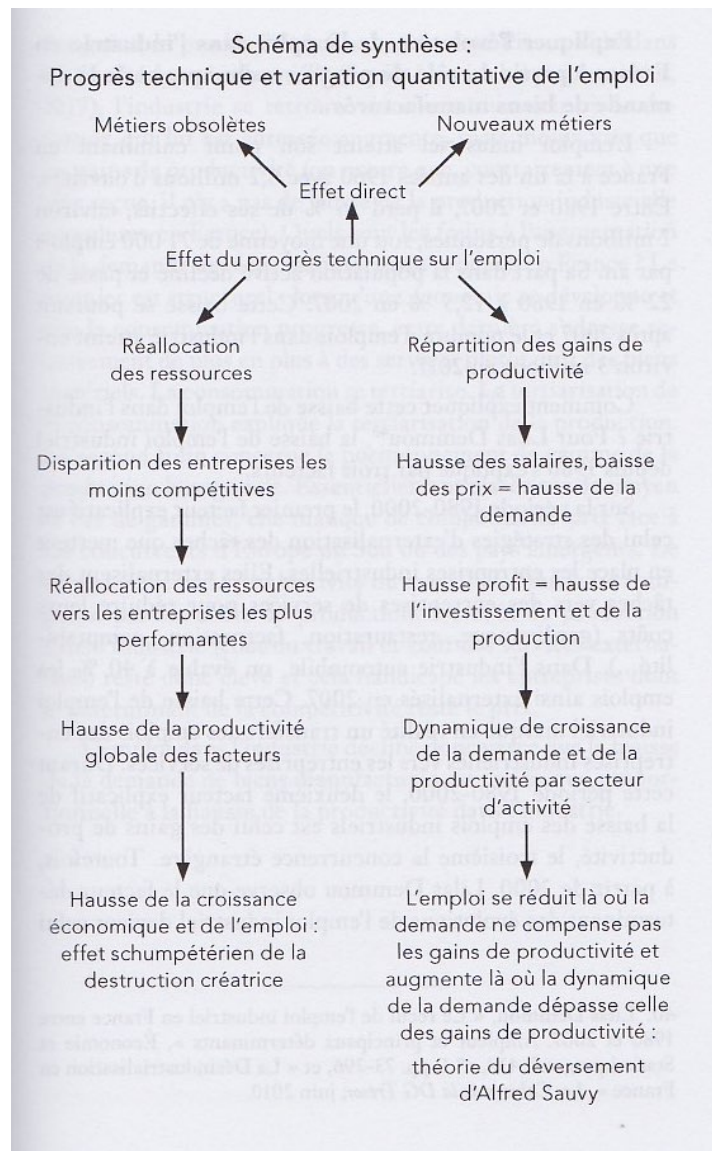 Schéma de synthèse :
Progrès technique et variation quantitative de l'emploi
Métiers obsolètes
Nouveaux métiers
Effet direct
Effet du progrès technique sur l'emploi
Réallocation
des ressources
Répartition des gains de
productivité
Disparition des entreprises les
moins compétitives
Hausse des salaires, baisse
des prix = hausse de la
demande
Réallocation des ressources
vers les entreprises les plus
performantes
Hausse profit = hausse de
l'investissement et de la
production
Hausse de la productivité
globale des facteurs
Dynamique de croissance
de la demande et de la
productivité par secteur
d'activité
Hausse de la croissance
économique et de l'emploi :
effet schumpétérien de la
destruction créatrice
L'emploi se réduit là où la
demande ne compense pas
les gains de productivité et
augmente là où la dynamique
de la demande dépasse celle
des gains de productivité :
théorie du déversement
d'Alfred Sauvy